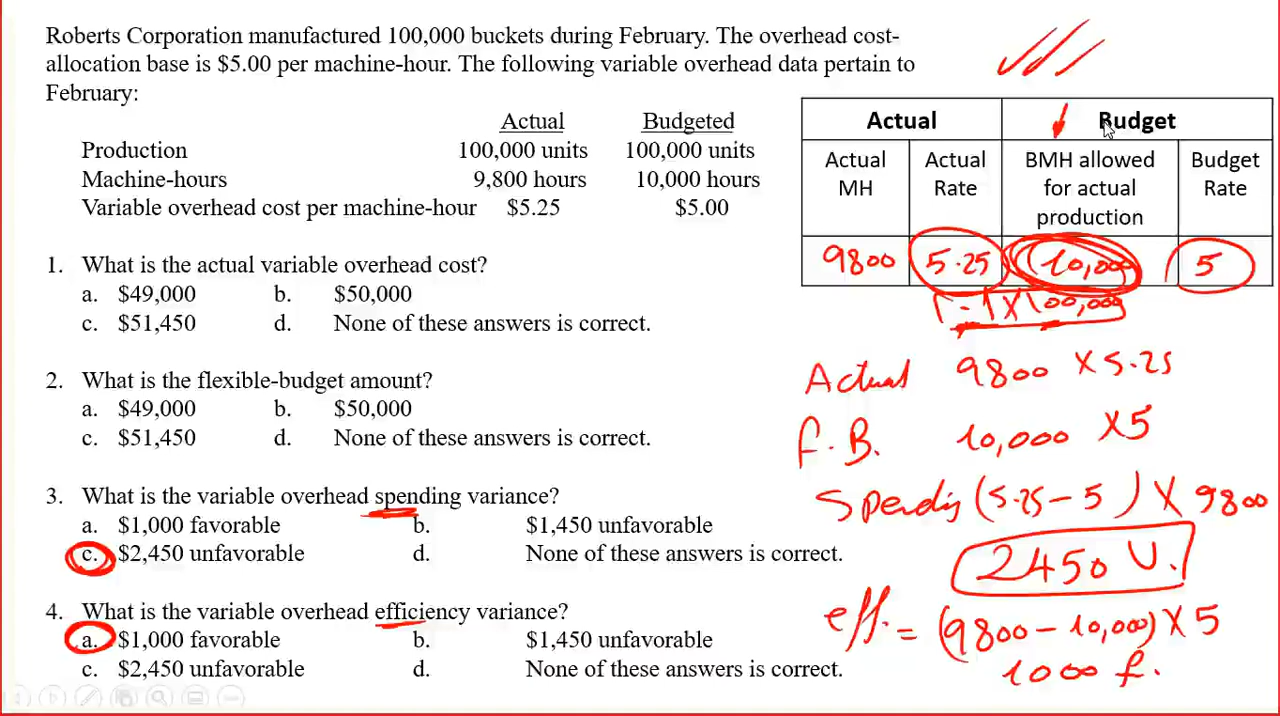 Roberts Corporation manufactured 100,000 buckets during February. The overhead cost-
allocation base is $5.00 per machine-hour. The following variable overhead data pertain to
February:
Actual Budgeted
Production 100,000 units 100,000 units
Machine-hours 9,800 hours 10,000 hours
Variable overhead cost per machine-hour $5.25 $5.00
1. What is the actual variable overhead cost?
a. $49,000 b. $50,000
c. $51,450 d. None of these answers is correct.
2. What is the flexible-budget amount?
a. $49,000 b. $50,000
c. $51,450 d. None of these answers is correct.
3. What is the variable overhead spending variance?
a. $1,000 favorable b. $1,450 unfavorable
c. $2,450 unfavorable d. None of these answers is correct.
4. What is the variable overhead efficiency variance?
a. $1,000 favorable b. $1,450 unfavorable
c. $2,450 unfavorable d. None of these answers is correct.
Actual Budget
Actual MH
Actual Rate
BMH allowed for actual production
Budget Rate
9800 5.25 10,000 5
X 100,000
Actual 9800 X 5.25
F.B. 10,000 X 5
Spending (5.25 – 5) X 9800
2450 U.
eff. = (9800 – 10,000) X 5
1000 f.